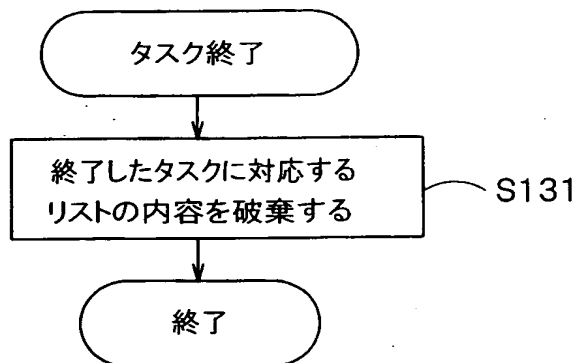 タスク終了
終了したタスクに対応する
リストの内容を破棄する
S131
終了